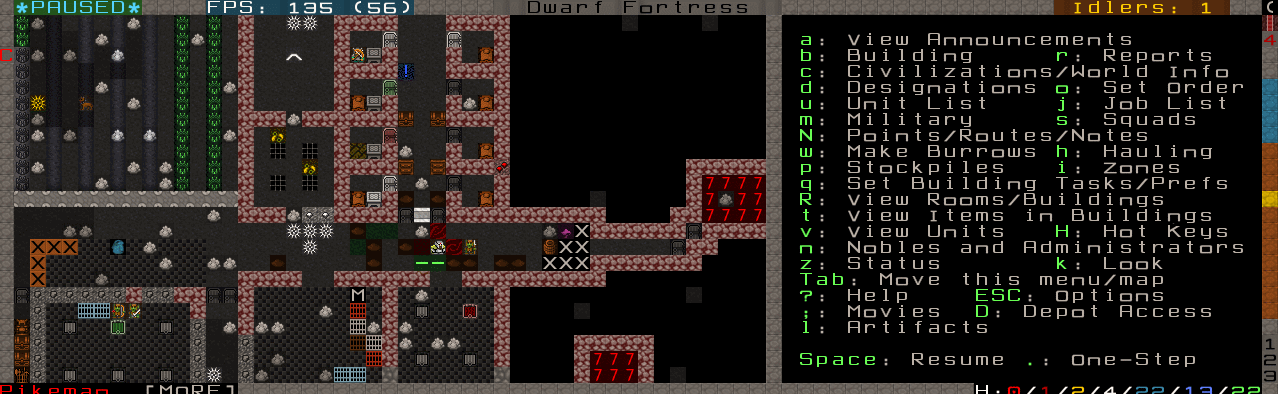 *PAUSED* FPS: 135 (56) Dwarf Fortress Idlers: 1
a: View Announcements
b: Building r: Reports
c: Civilizations/World Info
d: Designations o: Set Order
u: Unit List j: Job List
m: Military s: Squads
N: Points/Routes/Notes
w: Make Burrows h: Hauling
p: Stockpiles i: Zones
q: Set Building Tasks/Prefs
R: View Rooms/Buildings
t: View Items in Buildings
v: View Units H: Hot Keys
n: Nobles and Administrators
z: Status k: Look
Tab: Move this menu/map
?: Help ESC: Options
;: Movies D: Depot Access
l: Artifacts
Space: Resume .: One-Step
Pikeman [MORE] H:0/1/2/4/22/13/22